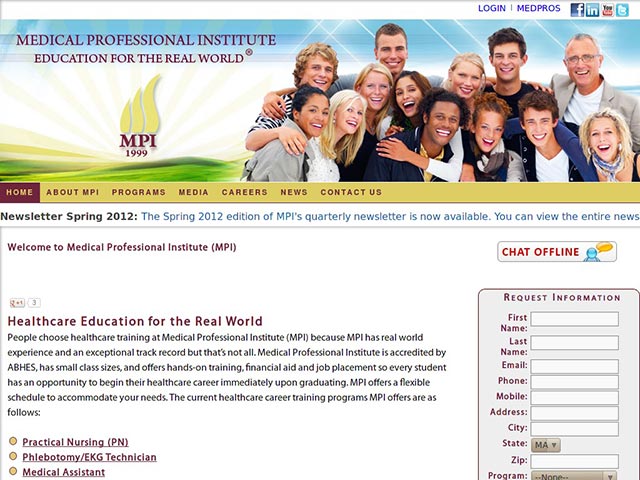 LOGIN | MEDPROS
MEDICAL PROFESSIONAL INSTITUTE
EDUCATION FOR THE REAL WORLD®
MPI
1999
HOME ABOUT MPI PROGRAMS MEDIA CAREERS NEWS CONTACT US
Newsletter Spring 2012: The Spring 2012 edition of MPI's quarterly newsletter is now available. You can view the entire news
Welcome to Medical Professional Institute (MPI)
CHAT OFFLINE
+1 3
Healthcare Education for the Real World
People choose healthcare training at Medical Professional Institute (MPI) because MPI has real world
experience and an exceptional track record but that's not all. Medical Professional Institute is accredited by
ABHES, has small class sizes, and offers hands-on training, financial aid and job placement so every student
has an opportunity to begin their healthcare career immediately upon graduating. MPI offers a flexible
schedule to accommodate your needs. The current healthcare career training programs MPI offers are as
follows:
Practical Nursing (PN)
Phlebotomy/EKG Technician
Medical Assistant
REQUEST INFORMATION
First
Name:
Last
Name:
Email:
Phone:
Mobile:
Address:
City:
State: MA
Zip:
Program: --None--